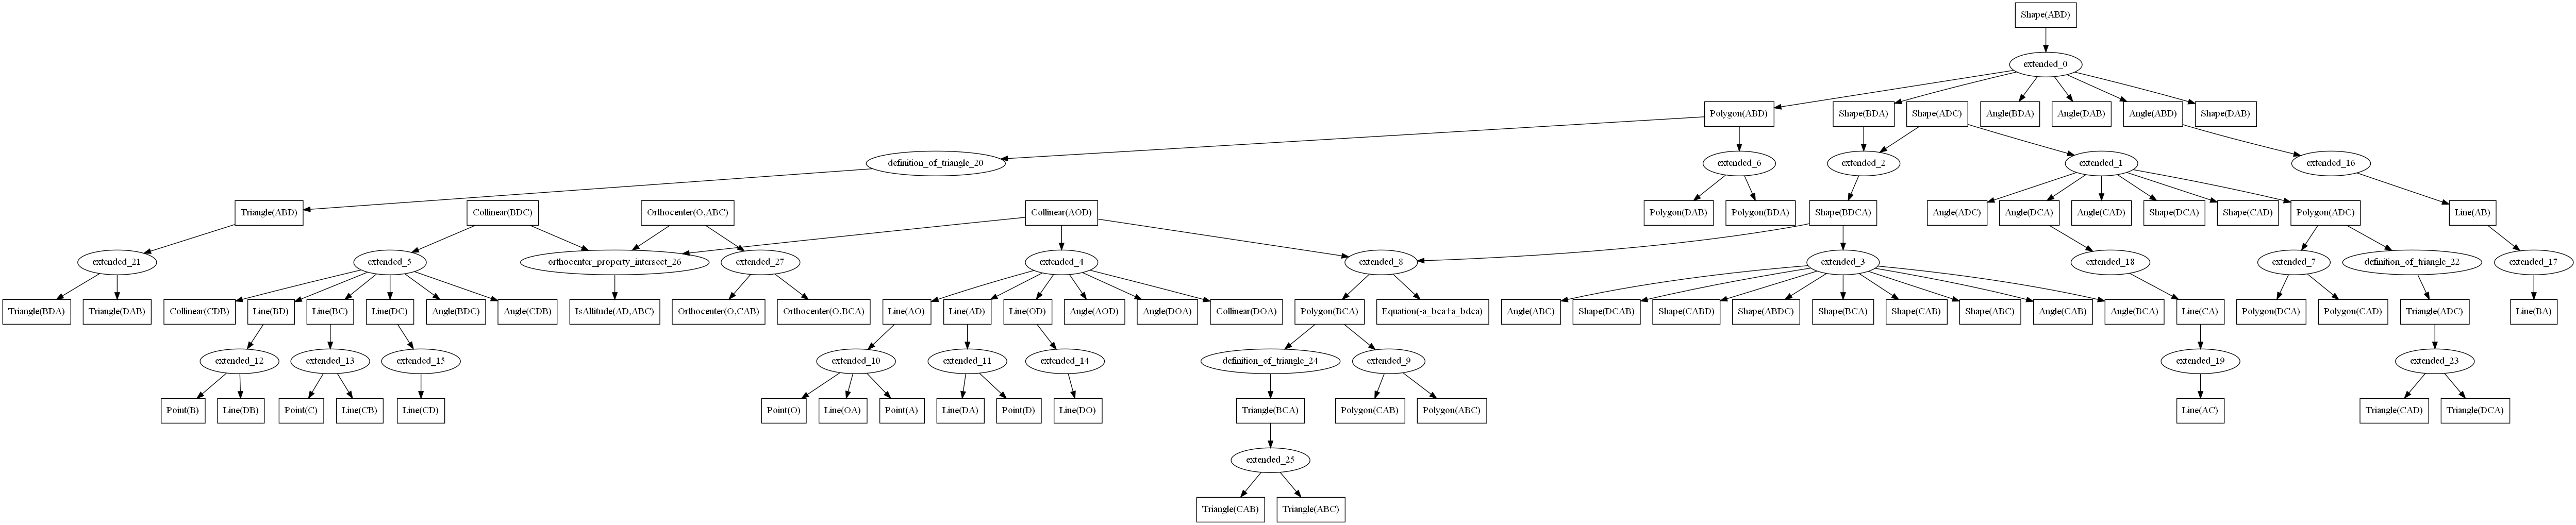 Shape(ABD)
extended_0
Polygon(ABD)
Shape(BDA)
Shape(ADC)
Angle(BDA)
Angle(DAB)
Angle(ABD)
Shape(DAB)
definition_of_triangle_20
extended_6
extended_2
extended_1
extended_16
Triangle(ABD)
Collinear(BDC)
Orthocenter(O,ABC)
Collinear(AOD)
Polygon(DAB)
Polygon(BDA)
Shape(BDCA)
Angle(ADC)
Angle(DCA)
Angle(CAD)
Shape(DCA)
Shape(CAD)
Polygon(ADC)
Line(AB)
extended_21
extended_5
orthocenter_property_intersect_26
extended_27
extended_4
extended_8
extended_3
extended_18
extended_7
definition_of_triangle_22
extended_17
Triangle(BDA)
Triangle(DAB)
Collinear(CDB)
Line(BD)
Line(BC)
Line(DC)
Angle(BDC)
Angle(CDB)
IsAltitude(AD,ABC)
Orthocenter(O,CAB)
Orthocenter(O,BCA)
Line(AO)
Line(AD)
Line(OD)
Angle(AOD)
Angle(DOA)
Collinear(DOA)
Polygon(BCA)
Equation(-a_bca+a_bdca)
Angle(ABC)
Shape(DCAB)
Shape(CABD)
Shape(ABDC)
Shape(BCA)
Shape(CAB)
Shape(ABC)
Angle(CAB)
Angle(BCA)
Line(CA)
Polygon(DCA)
Polygon(CAD)
Triangle(ADC)
Line(BA)
extended_12
extended_13
extended_15
extended_10
extended_11
extended_14
definition_of_triangle_24
extended_9
extended_19
extended_23
Point(B)
Line(DB)
Point(C)
Line(CB)
Line(CD)
Point(O)
Line(OA)
Point(A)
Line(DA)
Point(D)
Line(DO)
Triangle(BCA)
Polygon(CAB)
Polygon(ABC)
Line(AC)
Triangle(CAD)
Triangle(DCA)
extended_25
Triangle(CAB)
Triangle(ABC)